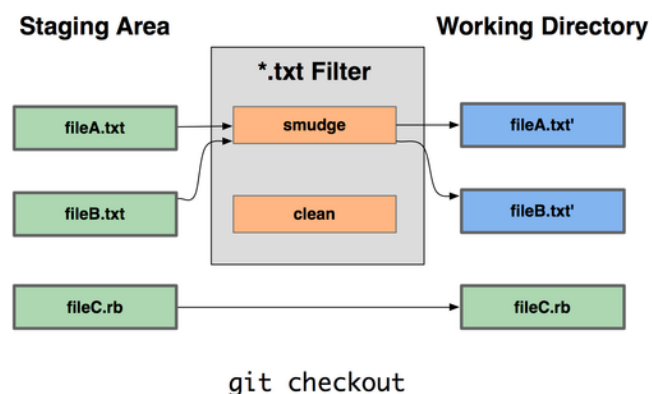 Staging Area
Working Directory
*.txt Filter
fileA.txt
smudge
fileA.txt'
fileB.txt
clean
fileB.txt'
fileC.rb
fileC.rb
git checkout